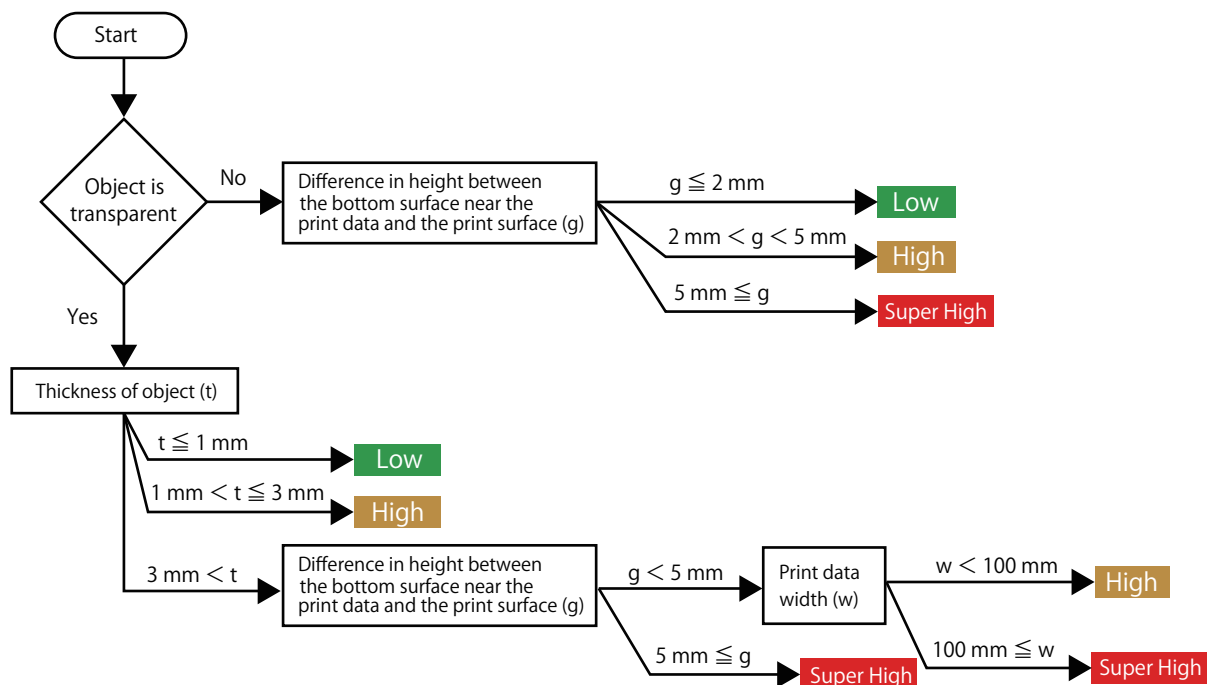 Start
Object is
transparent
No
Difference in height between
the bottom surface near the
print data and the print surface (g)
g ≦ 2 mm
Low
2 mm < g < 5 mm
High
5 mm ≦ g
Super High
Yes
Thickness of object (t)
t ≦ 1 mm
Low
1 mm < t ≦ 3 mm
High
3 mm < t
Difference in height between
the bottom surface near the
print data and the print surface (g)
g < 5 mm
Print data
width (w)
w < 100 mm
High
5 mm ≦ g
Super High
100 mm ≦ w
Super High